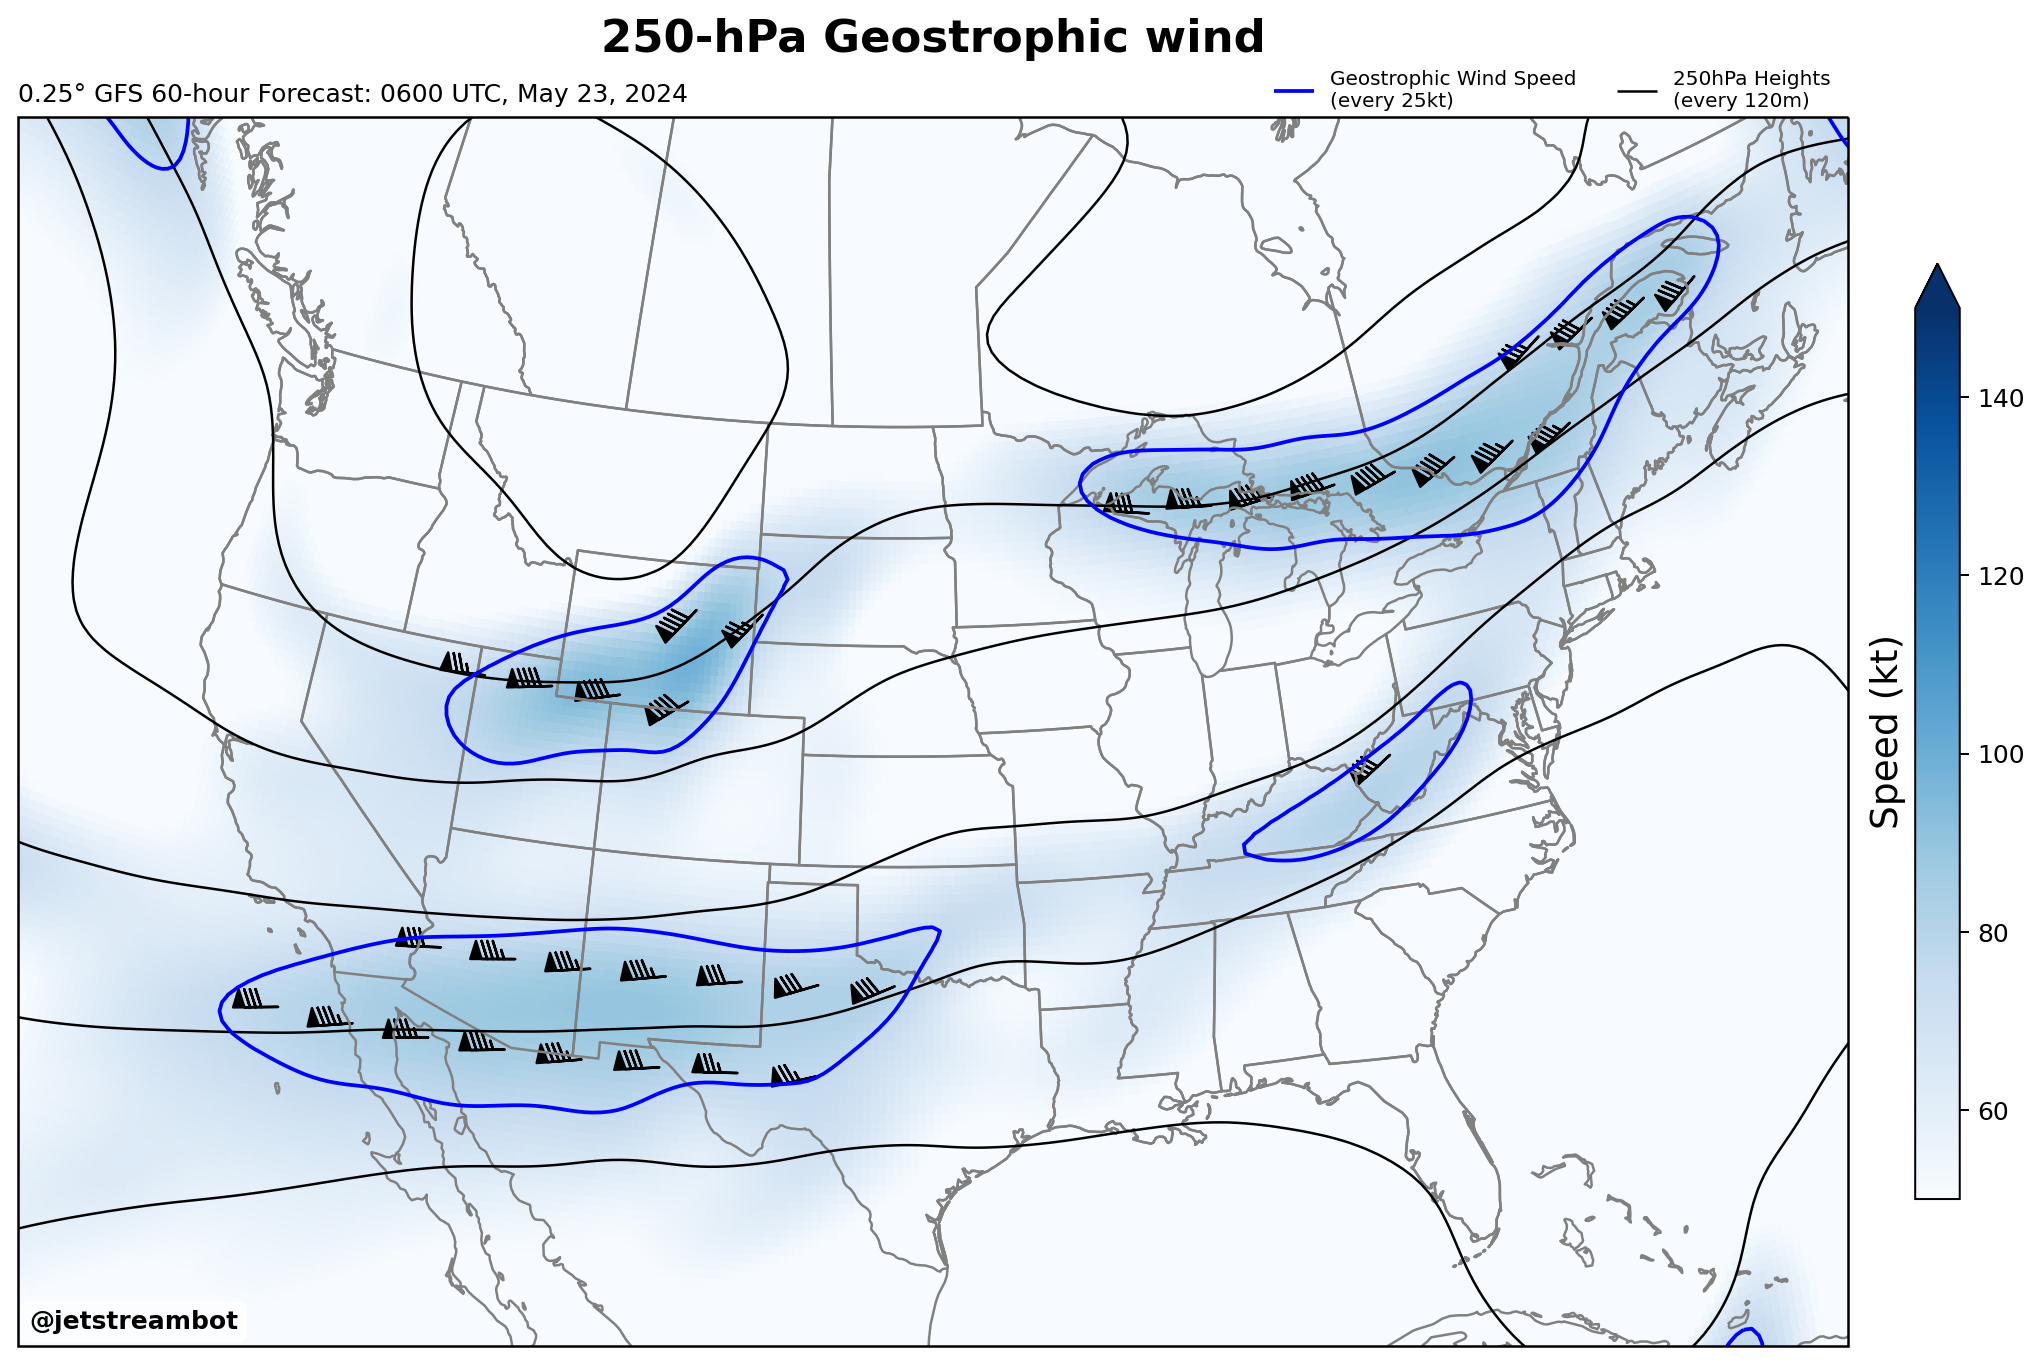 250-hPa Geostrophic wind
0.25° GFS 60-hour Forecast: 0600 UTC, May 23, 2024
Geostrophic Wind Speed
(every 25kt)
250hPa Heights
(every 120m)
140
120
100
80
60
Speed (kt)
@jetstreambot